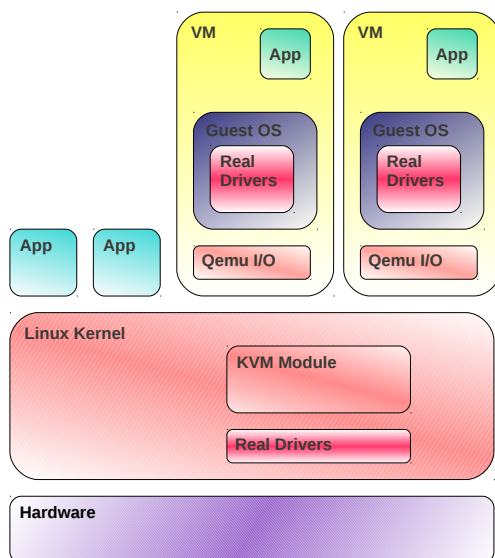 VM
App
Guest OS
Real
Drivers
Qemu I/O
VM
App
Guest OS
Real
Drivers
Qemu I/O
App
App
Linux Kernel
KVM Module
Real Drivers
Hardware